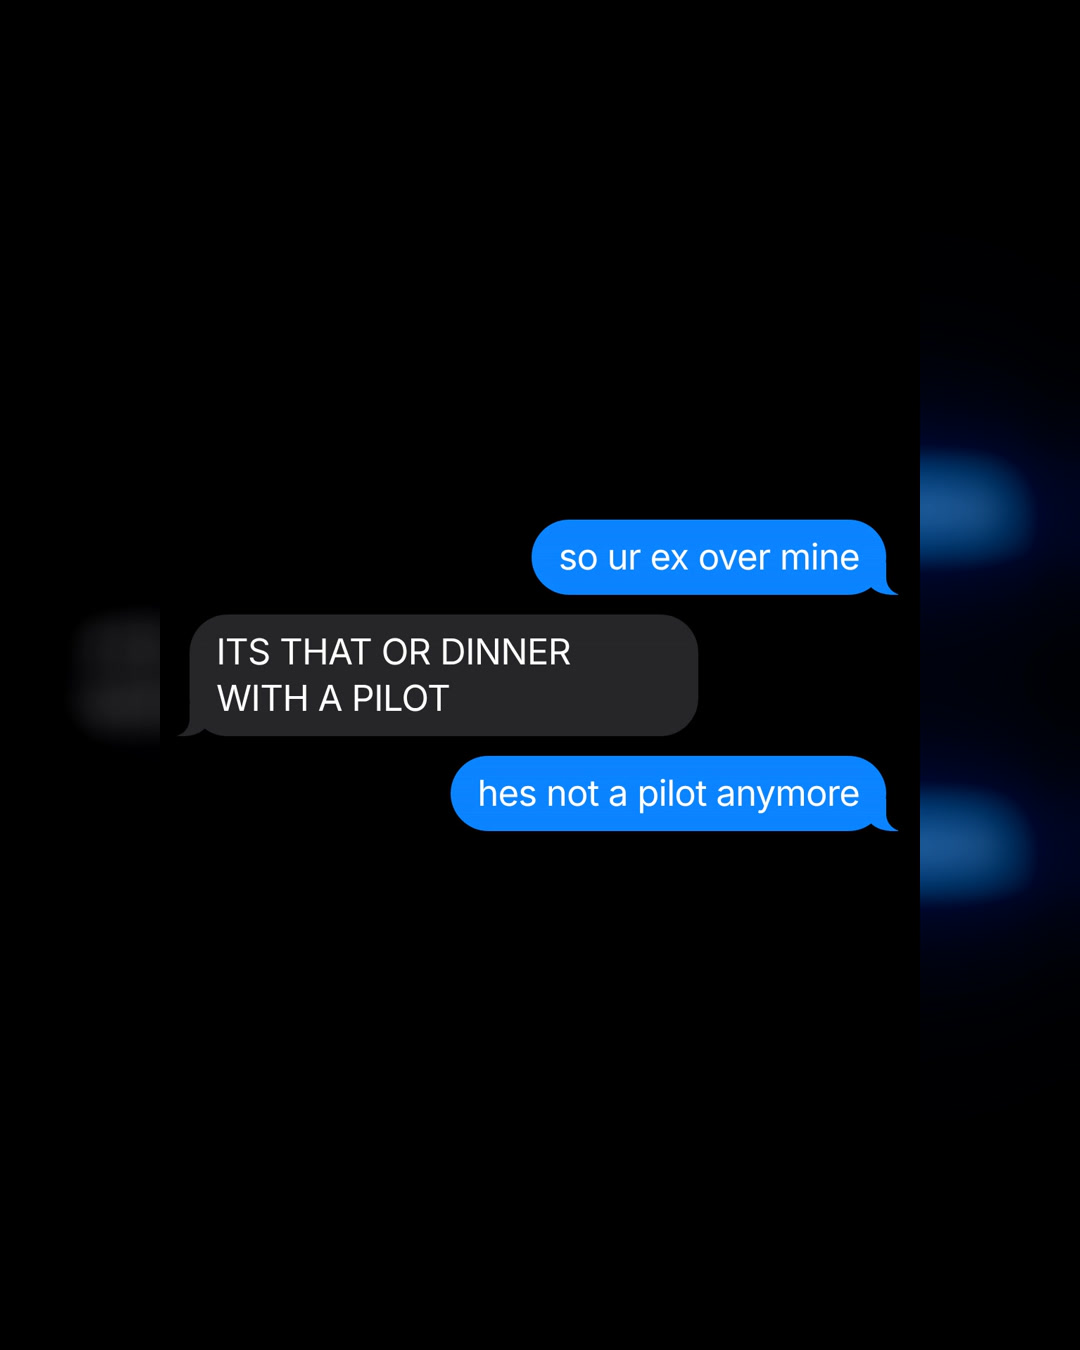 so ur ex over mine
ITS THAT OR DINNER
WITH A PILOT
hes not a pilot anymore